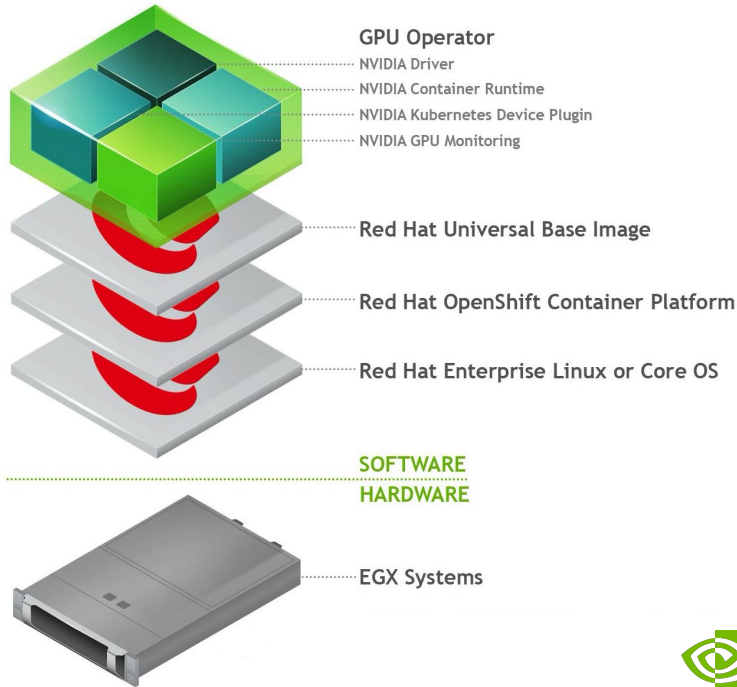 GPU Operator
NVIDIA Driver
NVIDIA Container Runtime
NVIDIA Kubernetes Device Plugin
NVIDIA GPU Monitoring
Red Hat Universal Base Image
Red Hat OpenShift Container Platform
Red Hat Enterprise Linux or Core OS
SOFTWARE
HARDWARE
EGX Systems